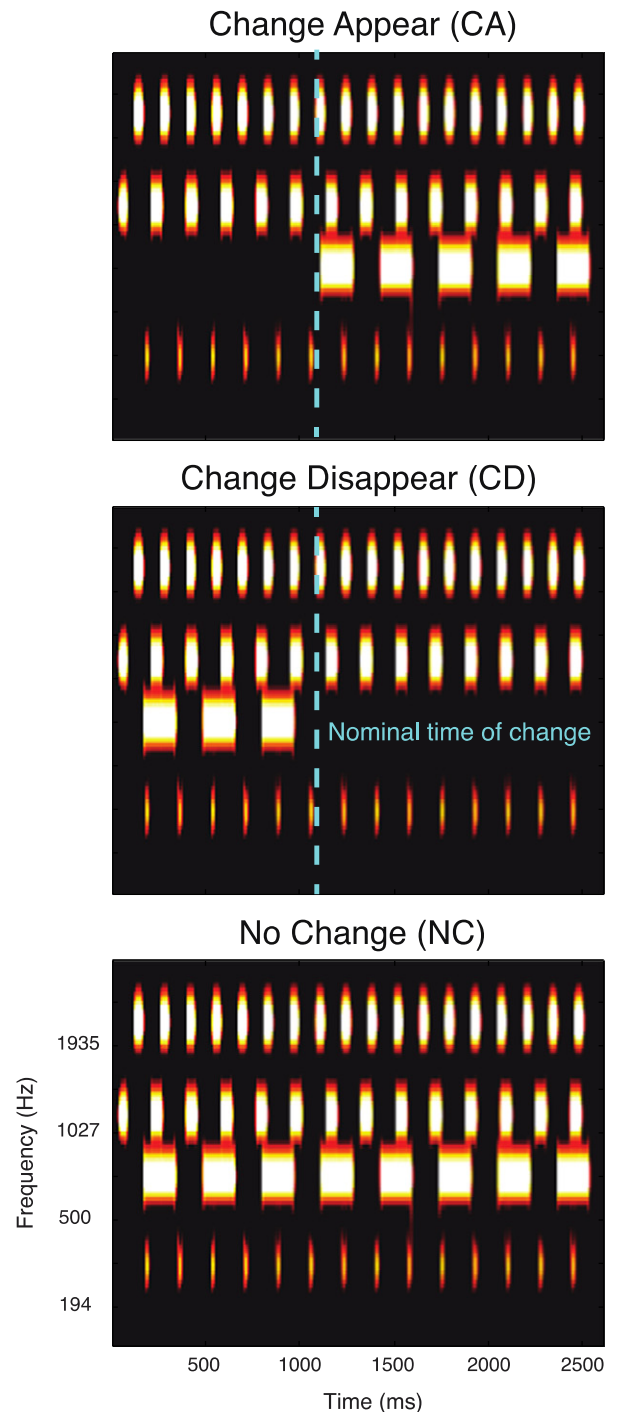 Change Appear (CA)
Change Disappear (CD)
Nominal time of change
No Change (NC)
Frequency (Hz)
1935
1027
500
194
500 1000 1500 2000 2500
Time (ms)